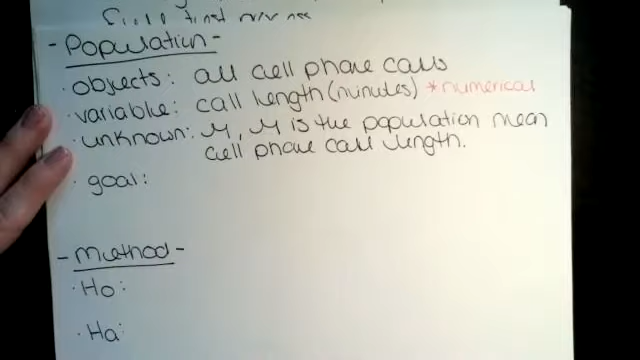 - Population -
· objects: all cell phone calls
· variable: call length (minutes) *numerical
· unknown: μ, μ is the population mean
cell phone call length.
· goal:
- Method -
· Ho:
· Ha: